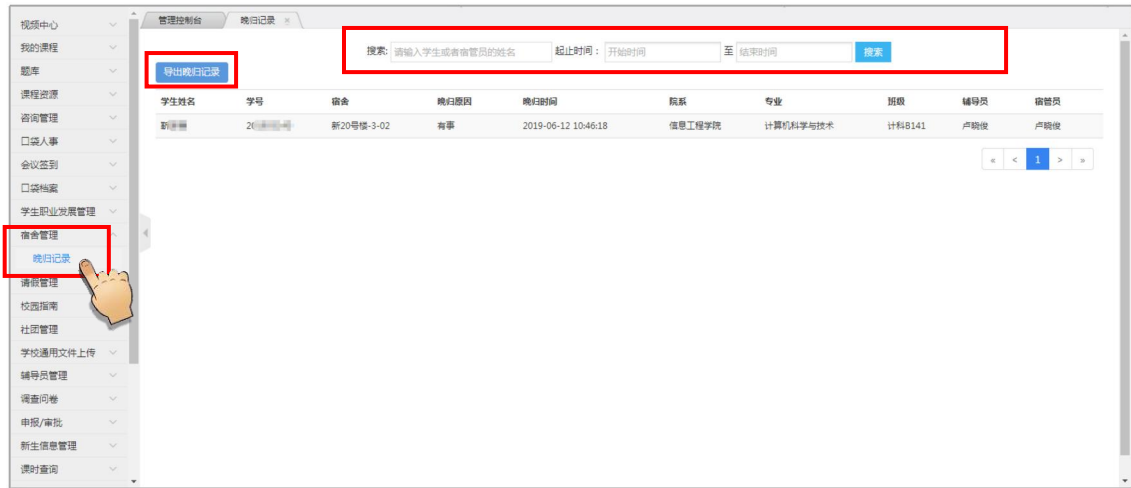 视频中心
我的课程
题库
课程资源
咨询管理
口袋人事
会议签到
口袋档案
学生职业发展管理
宿舍管理
晚归记录
请假管理
校园指南
社团管理
学校通用文件上传
辅导员管理
调查问卷
申报/审批
新生信息管理
课时查询
管理控制台 晚归记录 ×
搜索: 请输入学生或者宿管员的姓名 起止时间： 开始时间 至 结束时间 搜索
导出晚归记录
学生姓名 学号 宿舍 晚归原因 晚归时间 院系 专业 班级 辅导员 宿管员
20 新20号楼-3-02 有事 2019-06-12 10:46:18 信息工程学院 计算机科学与技术 计科B141 卢晓俊 卢晓俊
« < 1 > »